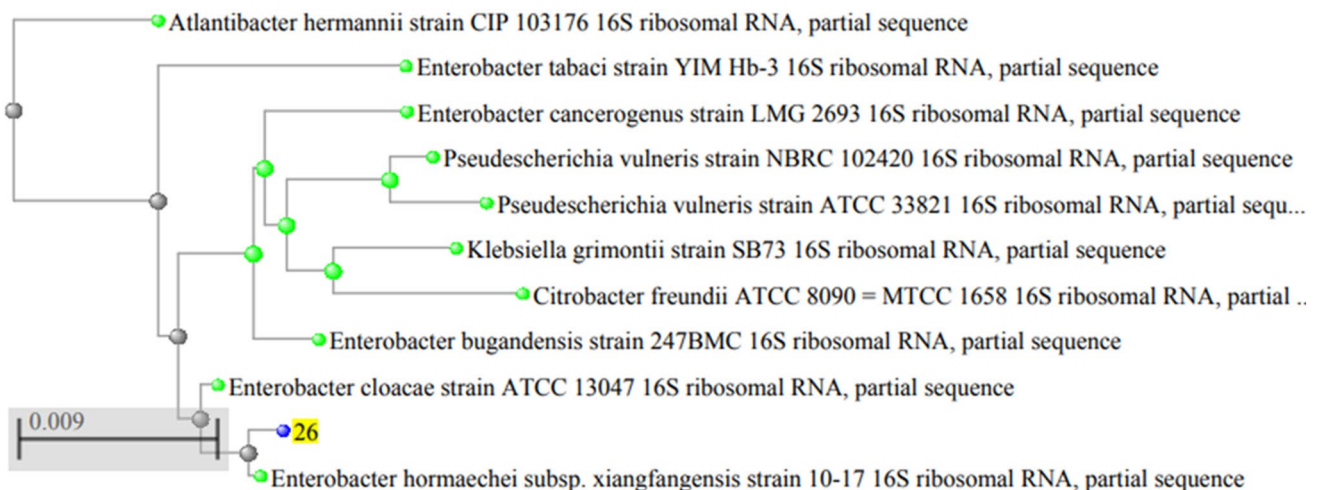 Atlantibacter hermannii strain CIP 103176 16S ribosomal RNA, partial sequence
Enterobacter tabaci strain YIM Hb-3 16S ribosomal RNA, partial sequence
Enterobacter cancerogenus strain LMG 2693 16S ribosomal RNA, partial sequence
Pseudescherichia vulneris strain NBRC 102420 16S ribosomal RNA, partial sequence
Pseudescherichia vulneris strain ATCC 33821 16S ribosomal RNA, partial sequ...
Klebsiella grimontii strain SB73 16S ribosomal RNA, partial sequence
Citrobacter freundii ATCC 8090 = MTCC 1658 16S ribosomal RNA, partial ..
Enterobacter bugandensis strain 247BMC 16S ribosomal RNA, partial sequence
Enterobacter cloacae strain ATCC 13047 16S ribosomal RNA, partial sequence
0.009
26
Enterobacter hormaechei subsp. xiangfangensis strain 10-17 16S ribosomal RNA, partial sequence